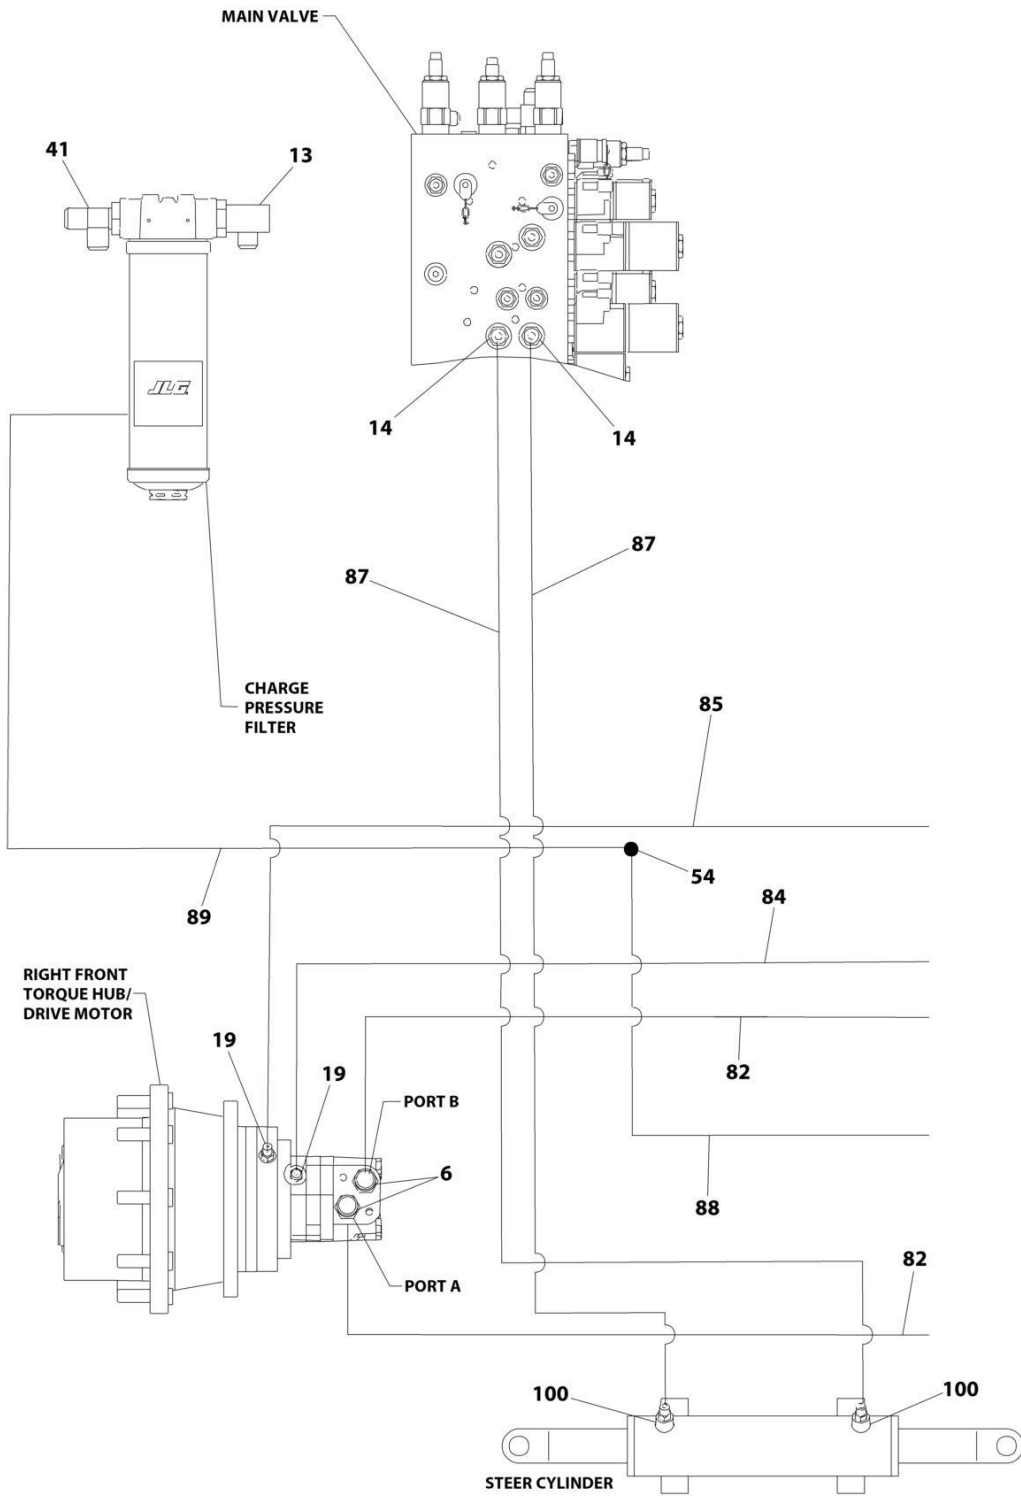 MAIN VALVE
41
13
JLG
14
14
87
87
CHARGE
PRESSURE
FILTER
85
54
89
84
RIGHT FRONT
TORQUE HUB/
DRIVE MOTOR
19
19
82
PORT B
6
88
PORT A
82
100
100
STEER CYLINDER